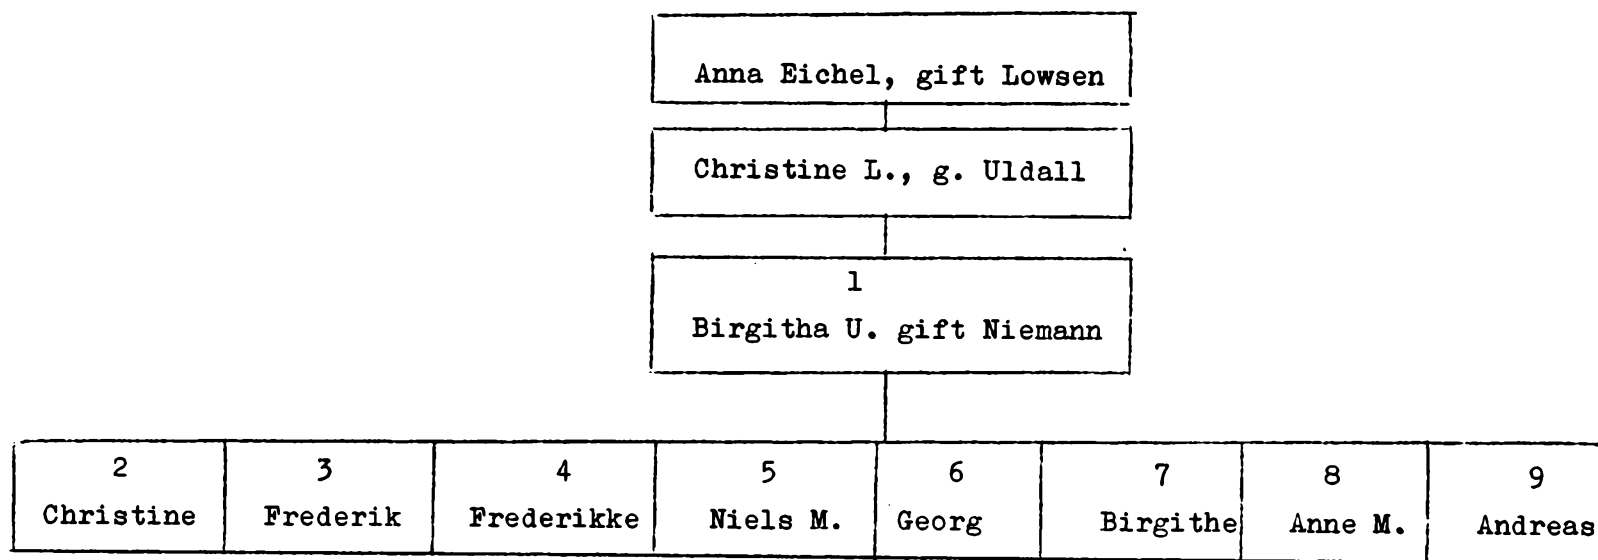 Anna Eichel, gift Lowsen
Christine L., g. Uldall
1
Birgitha U. gift Niemann
2 3 4 5 6 7 8 9
Christine Frederik Frederikke Niels M. Georg Birgithe Anne M. Andreas